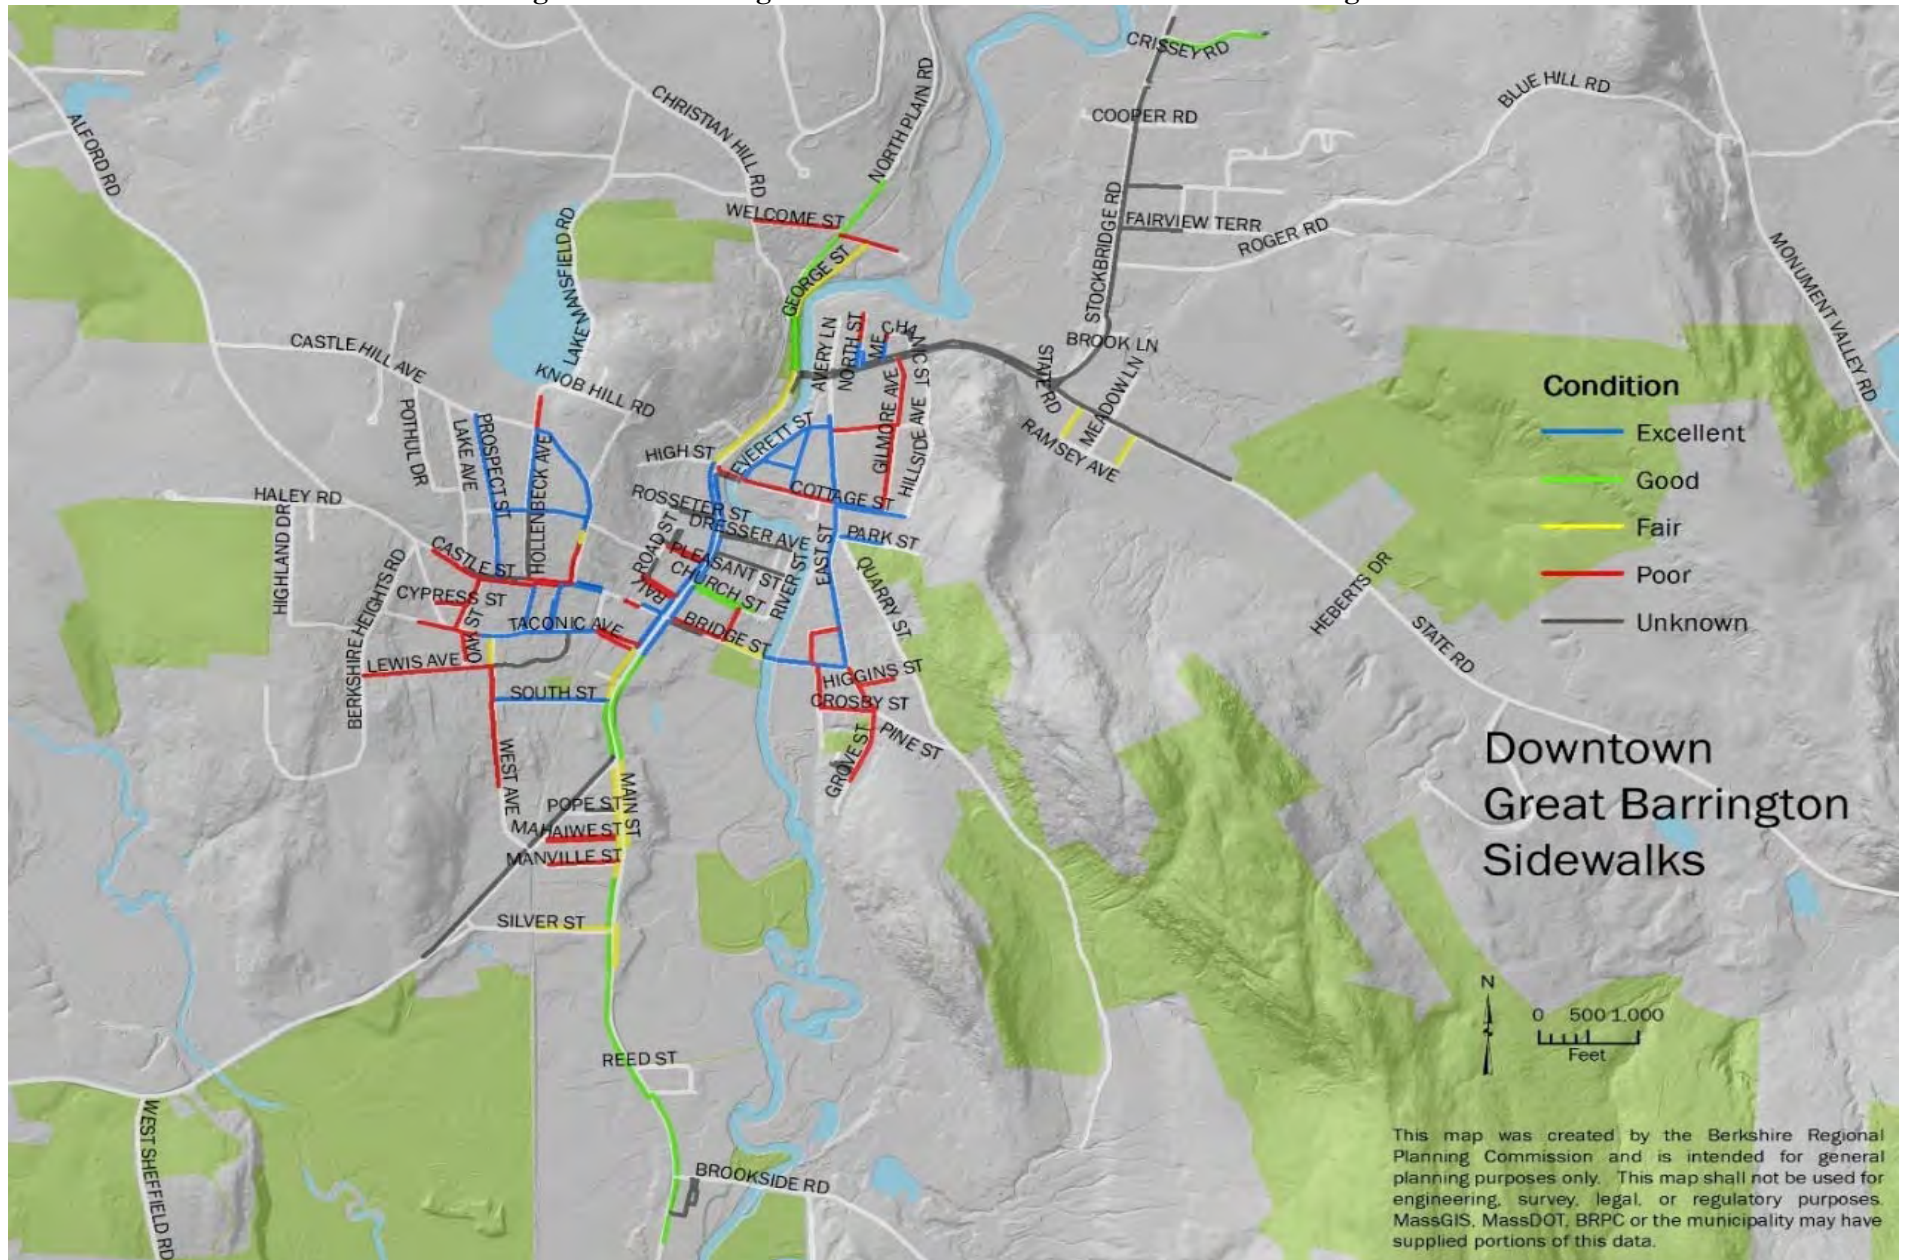 CRISSEY RD
BLUE HILL RD
CHRISTIAN HILL RD
NORTH PLAIN RD
COOPER RD
ALFORD RD
WELCOME ST
STOCKBRIDGE RD
FAIRVIEW TERR
ROGER RD
LAKE MANSFIELD RD
GEORGE ST
MONUMENT VALLEY RD
AVERY LN
NORTH ST
MECHANIC ST
BROOK LN
CASTLE HILL AVE
KNOB HILL RD
STATE RD
MEADOW LN
RAMSEY AVE
GILMORE AVE
HILLSIDE AVE
POTHUL DR
LAKE AVE
PROSPECT ST
HOLLENBECK AVE
HIGH ST
EVERETT ST
COTTAGE ST
HALEY RD
ROSSETER ST
DRESSER AVE
PARK ST
EAST ST
HIGHLAND DR
CASTLE ST
RAILROAD ST
PLEASANT ST
CHURCH ST
RIVER ST
QUARRY ST
BERKSHIRE HEIGHTS RD
CYPRESS ST
TACONIC AVE
OAK ST
BRIDGE ST
HEBERTS DR
STATE RD
LEWIS AVE
HIGGINS ST
SOUTH ST
CROSBY ST
PINE ST
GROVE ST
WEST AVE
MAIN ST
POPE ST
MAHAIWE ST
MANVILLE ST
SILVER ST
REED ST
BROOKSIDE RD
WEST SHEFFIELD RD
Condition
Excellent
Good
Fair
Poor
Unknown
Downtown
Great Barrington
Sidewalks
N
0 500 1,000
Feet
This map was created by the Berkshire Regional
Planning Commission and is intended for general
planning purposes only. This map shall not be used for
engineering, survey, legal, or regulatory purposes.
MassGIS, MassDOT, BRPC or the municipality may have
supplied portions of this data.